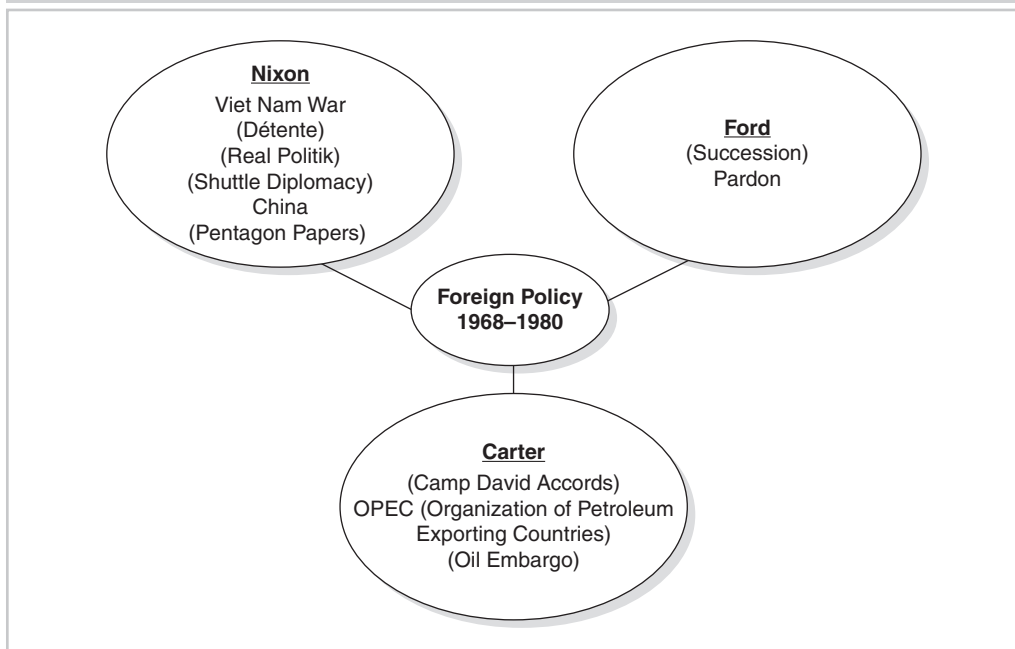 Nixon
Viet Nam War
(Détente)
(Real Politik)
(Shuttle Diplomacy)
China
(Pentagon Papers)
Ford
(Succession)
Pardon
Foreign Policy
1968–1980
Carter
(Camp David Accords)
OPEC (Organization of Petroleum
Exporting Countries)
(Oil Embargo)